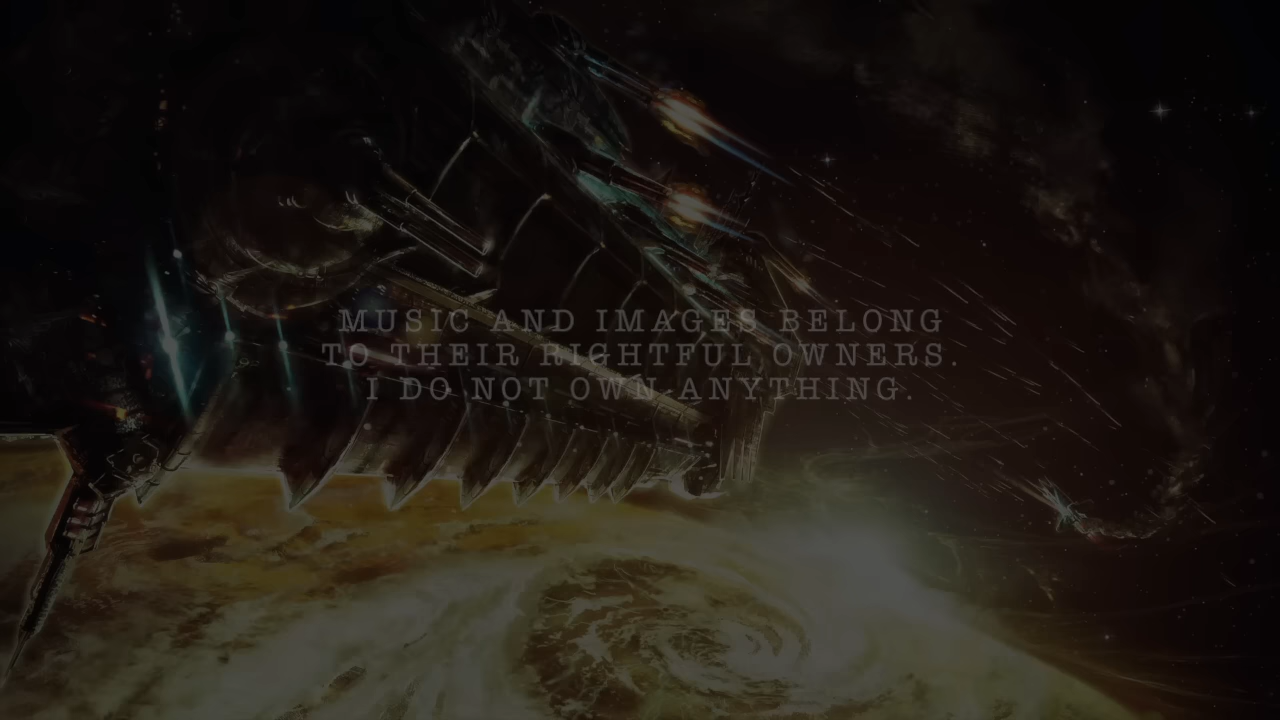 MUSIC AND IMAGES BELONG
TO THEIR RIGHTFUL OWNERS.
I DO NOT OWN ANYTHING.